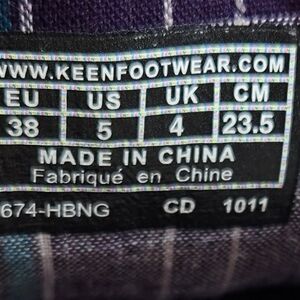 WWW.KEENFOOTWEAR.COM
EU US UK CM
38 5 4 23.5
MADE IN CHINA
Fabriqué en Chine
674-HBNG CD 1011